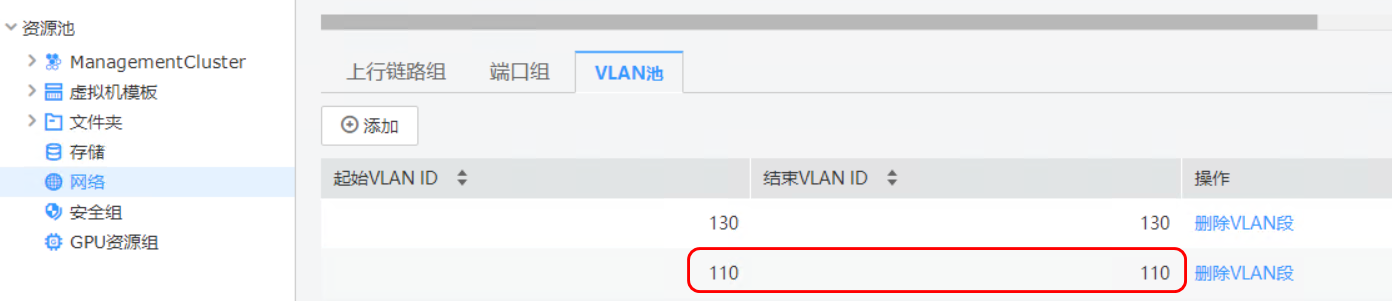 资源池
ManagementCluster
虚拟机模板
文件夹
存储
网络
安全组
GPU资源组
上行链路组 端口组 VLAN池
添加
起始VLAN ID 结束VLAN ID 操作
130 130 删除VLAN段
110 110 删除VLAN段